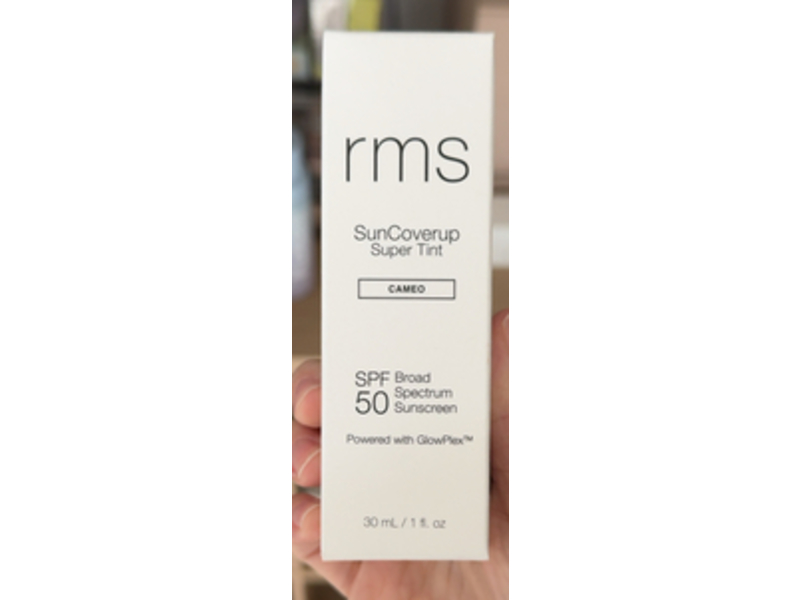 rms
SunCoverup
Super Tint
CAMEO
SPF Broad
50 Spectrum
Sunscreen
Powered with GlowPlex™
30 mL / 1 fl. oz